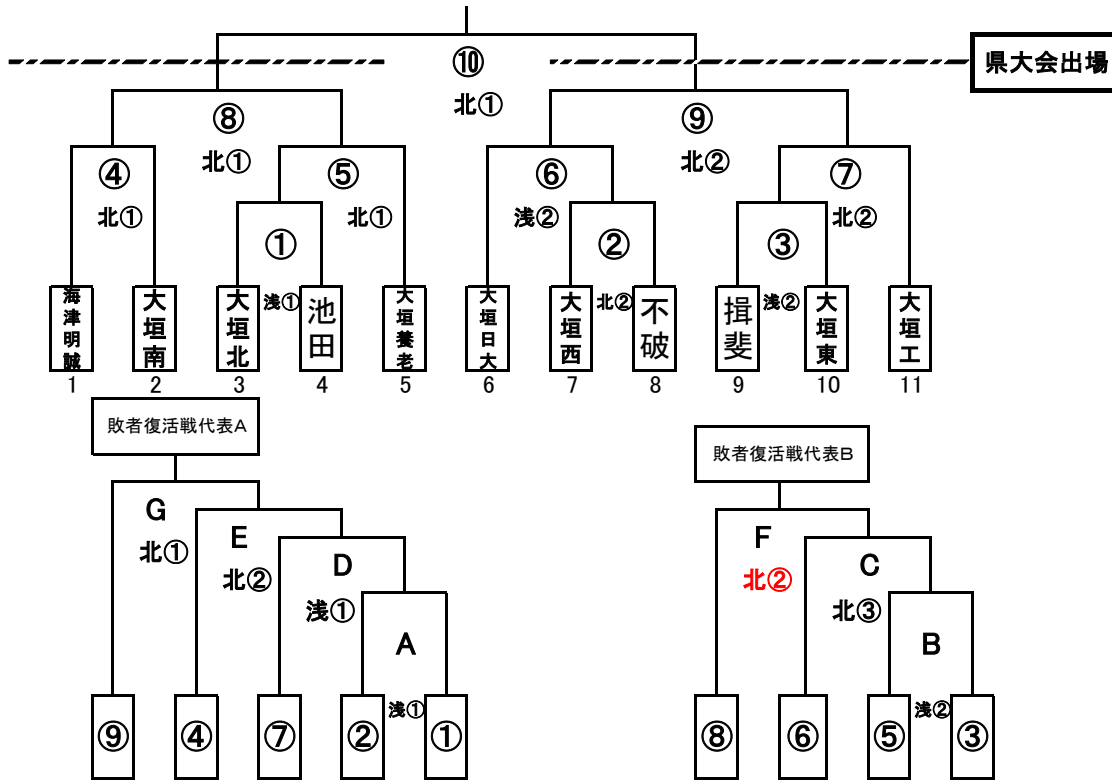 ⑩
県大会出場
北①
⑧
⑨
北①
北②
④
⑤
⑥
⑦
北①
北①
浅②
北②
①
②
③
浅①
北②
浅②
海津明誠
大垣南
大垣北
池田
大垣養老
大垣日大
大垣西
不破
揖斐
大垣東
大垣工
1
2
3
4
5
6
7
8
9
10
11
敗者復活戦代表A
敗者復活戦代表B
G
北①
E
北②
D
浅①
A
浅①
F
北②
C
北③
B
浅②
⑨
④
⑦
②
①
⑧
⑥
⑤
③